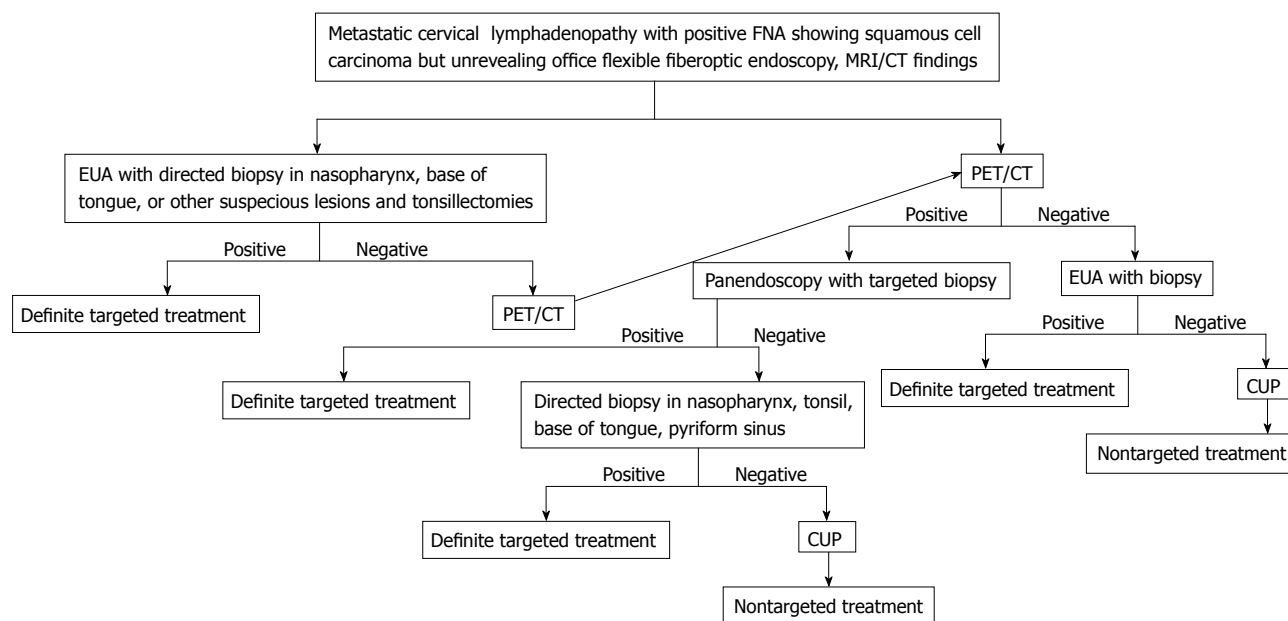 Metastatic cervical lymphadenopathy with positive FNA showing squamous cell
carcinoma but unrevealing office flexible fiberoptic endoscopy, MRI/CT findings
EUA with directed biopsy in nasopharynx, base of
tongue, or other suspecious lesions and tonsillectomies
PET/CT
Positive
Negative
Positive
Negative
Definite targeted treatment
PET/CT
Panendoscopy with targeted biopsy
EUA with biopsy
Positive
Negative
Positive
Negative
Definite targeted treatment
Directed biopsy in nasopharynx, tonsil,
base of tongue, pyriform sinus
Definite targeted treatment
CUP
Nontargeted treatment
Positive
Negative
Definite targeted treatment
CUP
Nontargeted treatment